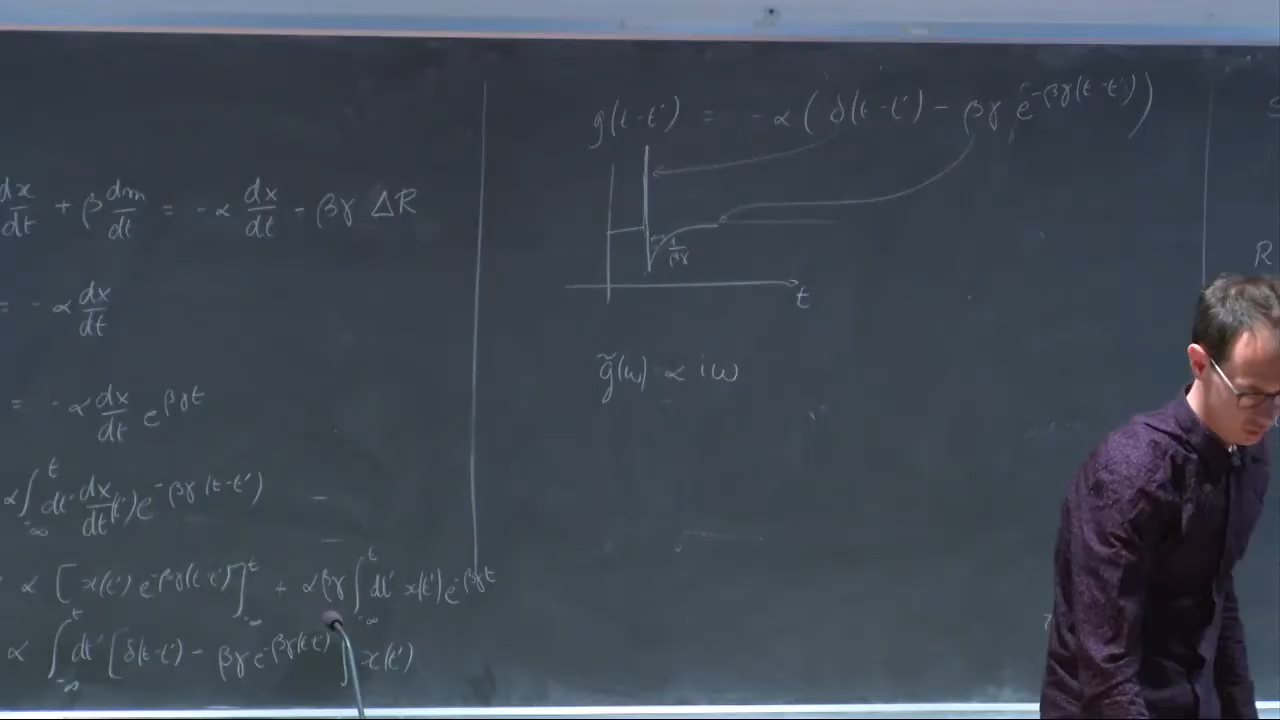 dx/dt + β dm/dt = -α dx/dt - βγ ΔR
= -α dx/dt
= -α dx/dt e^{βγt}
α ∫_{-∞}^{t} dt' dx/dt(t') e^{-βγ(t-t')}
α [x(t') e^{-βγ(t-t')}]_{-∞}^{t} + αβγ ∫_{-∞}^{t} dt' x(t') e^{-βγt}
α ∫_{-∞}^{t} dt' [δ(t-t') - βγ e^{-βγ(t-t')}] x(t')
g(t-t') = -α(δ(t-t') - βγ e^{-βγ(t-t')})
1/βγ
t
g̃(ω) ∝ iω
R